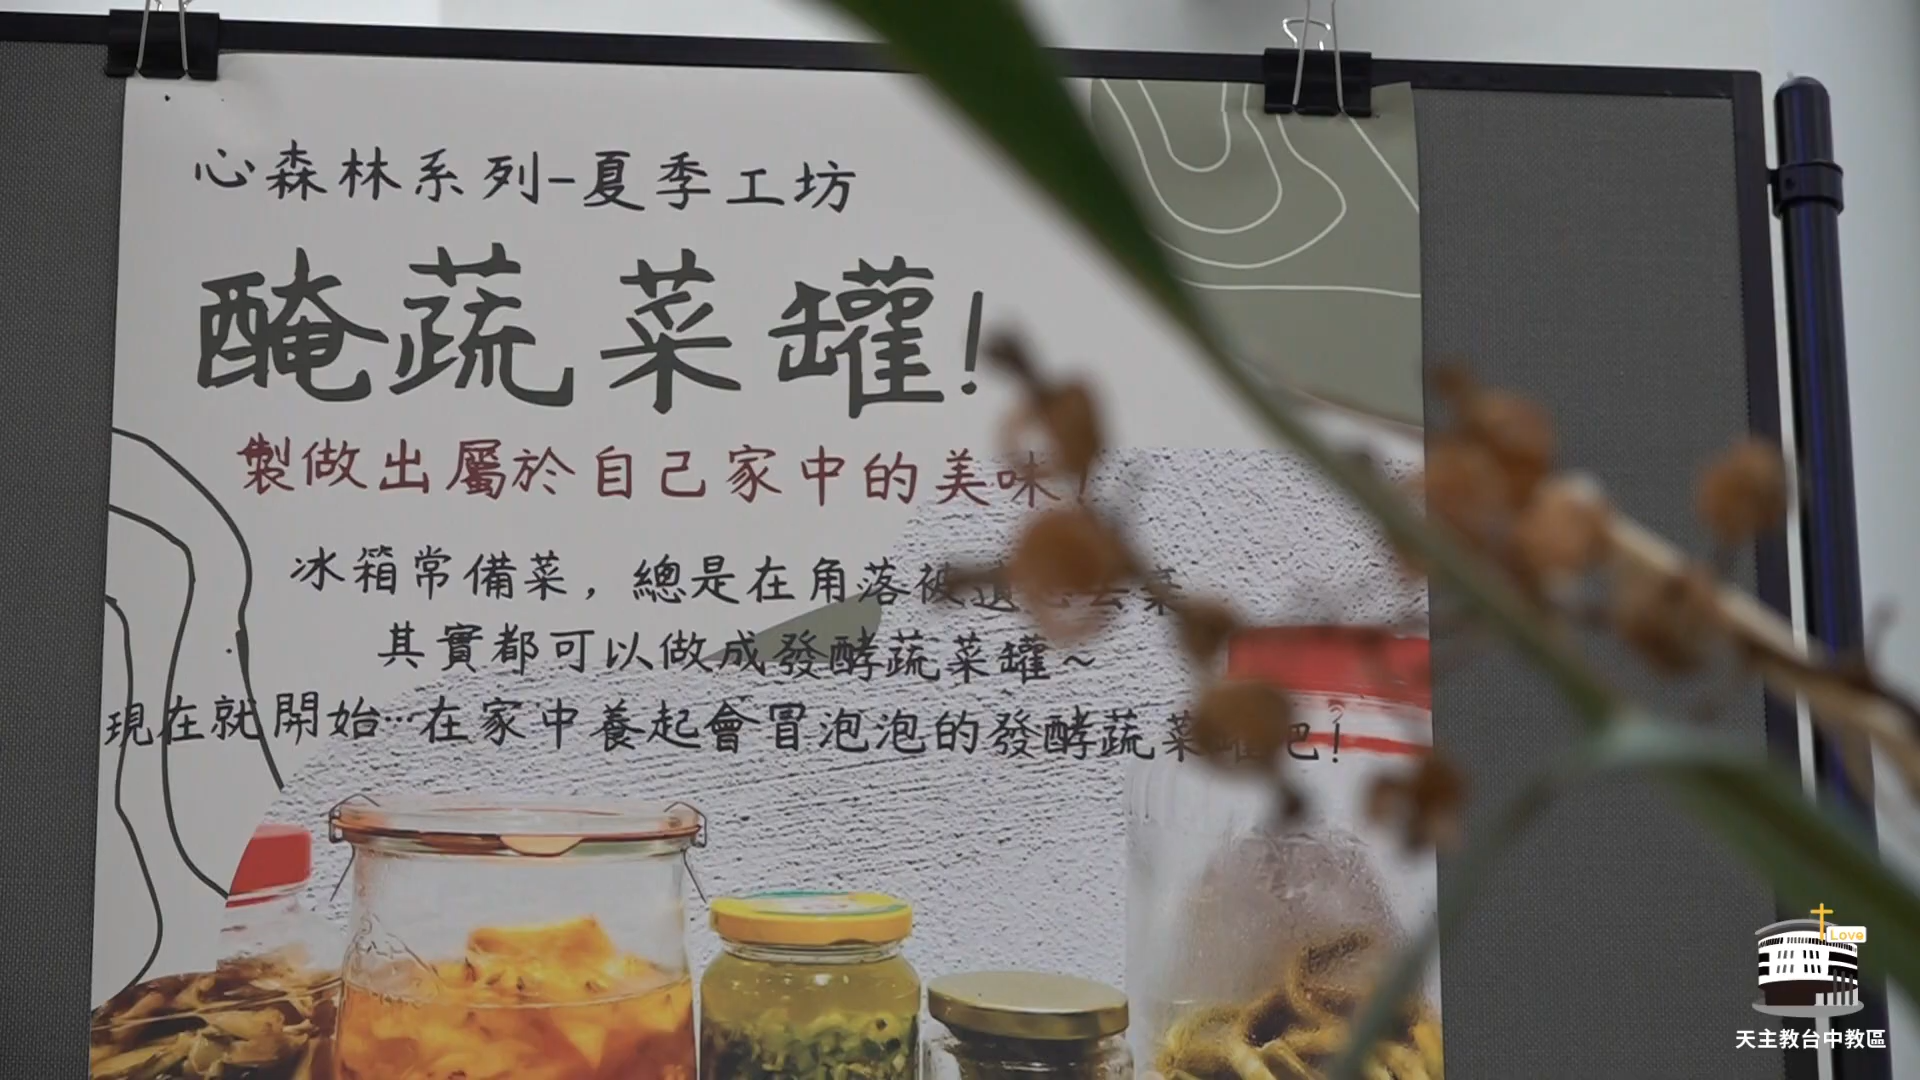 心森林系列-夏季工坊
醃蔬菜罐!
製做出屬於自己家中的美味!
冰箱常備菜，總是在角落被遺
其實都可以做成發酵蔬菜罐~
現在就開始…在家中養起會冒泡泡的發酵蔬菜罐吧!
Love
天主教台中教區